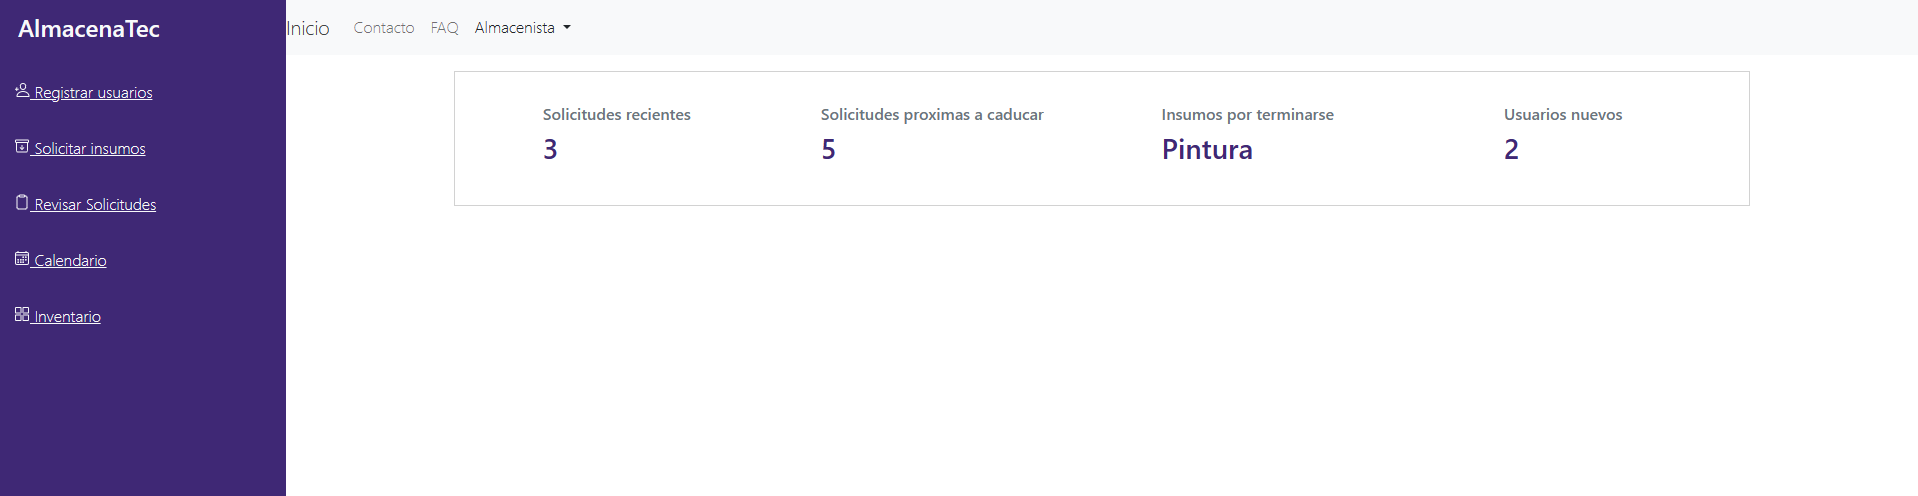 AlmacenaTec
Registrar usuarios
Solicitar insumos
Revisar Solicitudes
Calendario
Inventario
Inicio Contacto FAQ Almacenista
Solicitudes recientes
3
Solicitudes proximas a caducar
5
Insumos por terminarse
Pintura
Usuarios nuevos
2